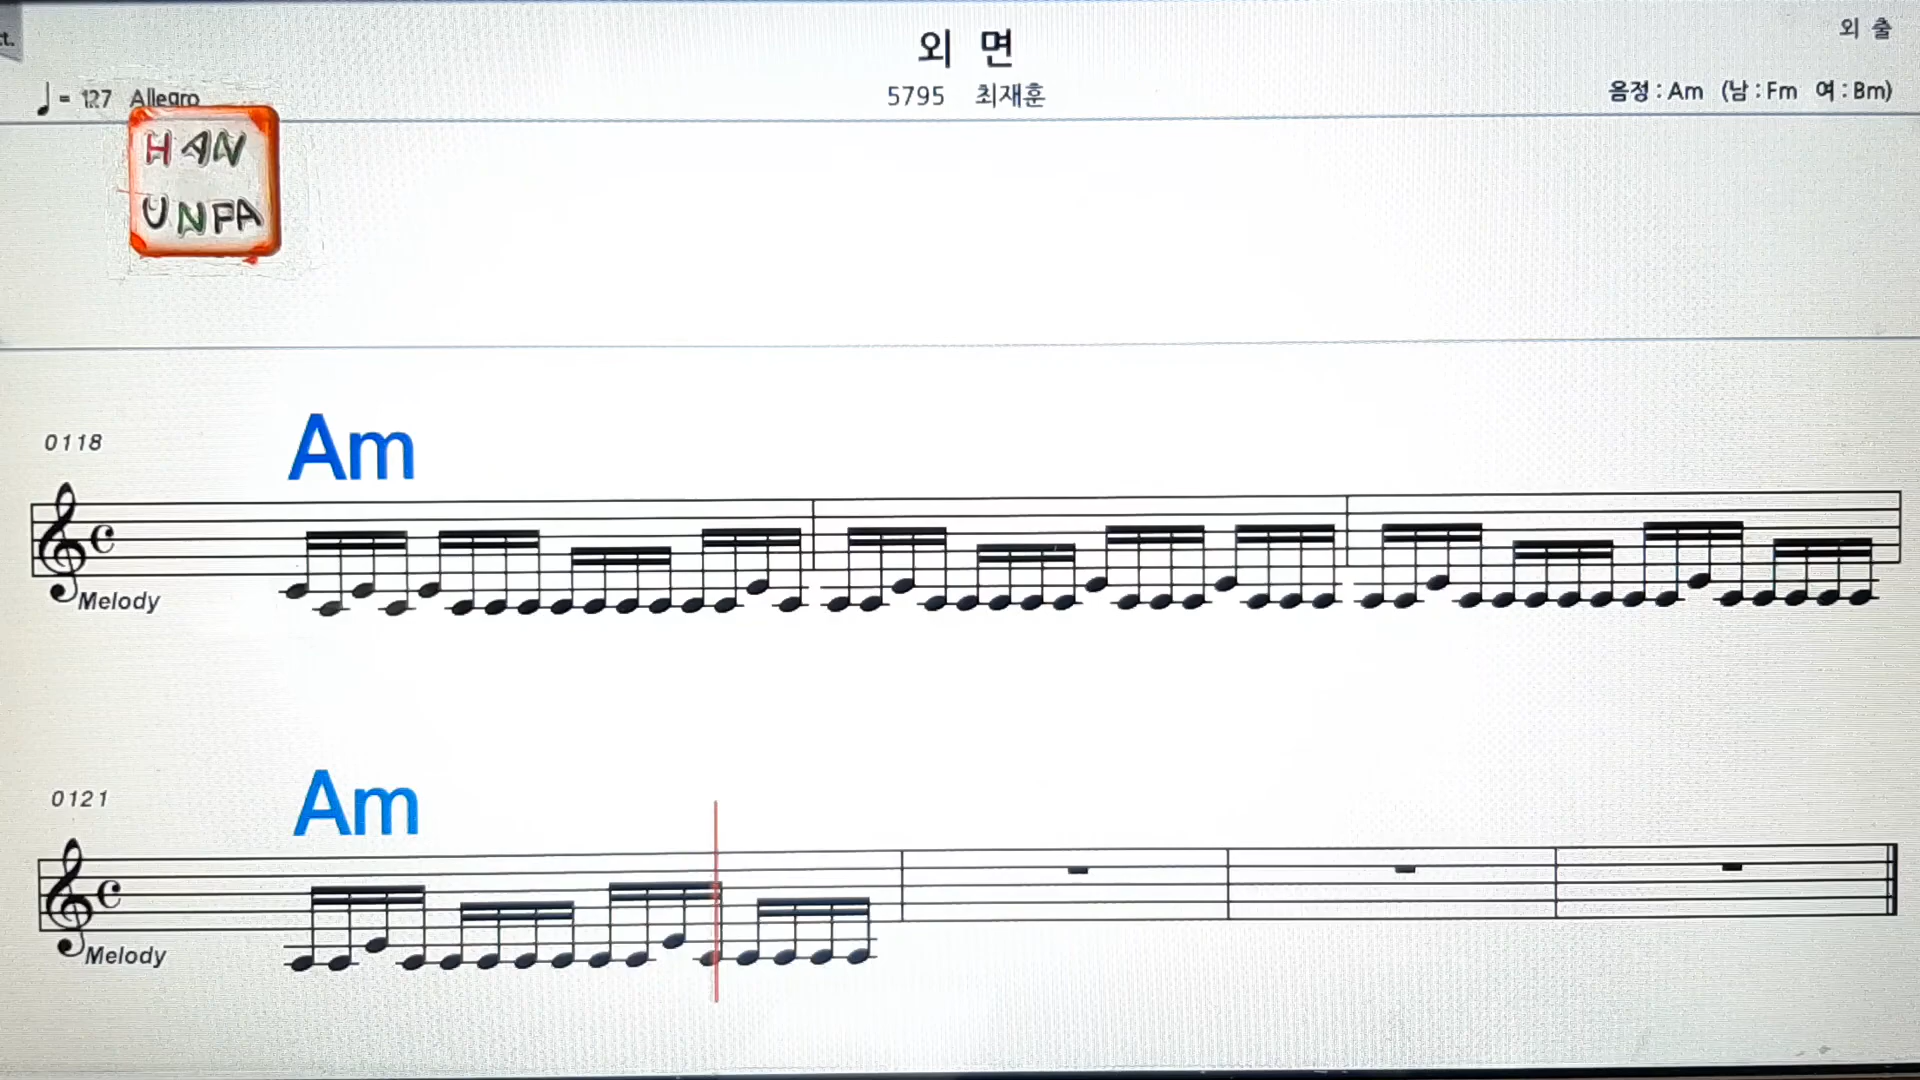 t.
외 면
외 출
♩ = 127 Allegro
5795 최재훈
음정 : Am (남 : Fm 여 : Bm)
HAN
UNPA
Am
0118
Melody
Am
0121
Melody